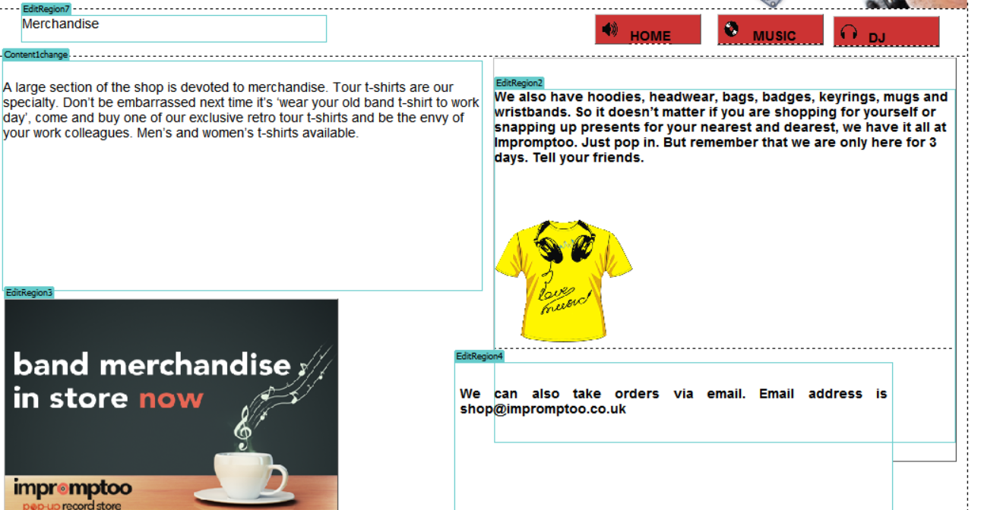 EditRegion7
Merchandise
HOME
MUSIC
DJ
Content1change
A large section of the shop is devoted to merchandise. Tour t-shirts are our
specialty. Don’t be embarrassed next time it’s ‘wear your old band t-shirt to work
day’, come and buy one of our exclusive retro tour t-shirts and be the envy of
your work colleagues. Men’s and women’s t-shirts available.
EditRegion2
We also have hoodies, headwear, bags, badges, keyrings, mugs and
wristbands. So it doesn’t matter if you are shopping for yourself or
snapping up presents for your nearest and dearest, we have it all at
Impromptoo. Just pop in. But remember that we are only here for 3
days. Tell your friends.
love
music
EditRegion3
band merchandise
in store now
impromptoo
pop-up record store
EditRegion4
We can also take orders via email. Email address is
shop@impromptoo.co.uk